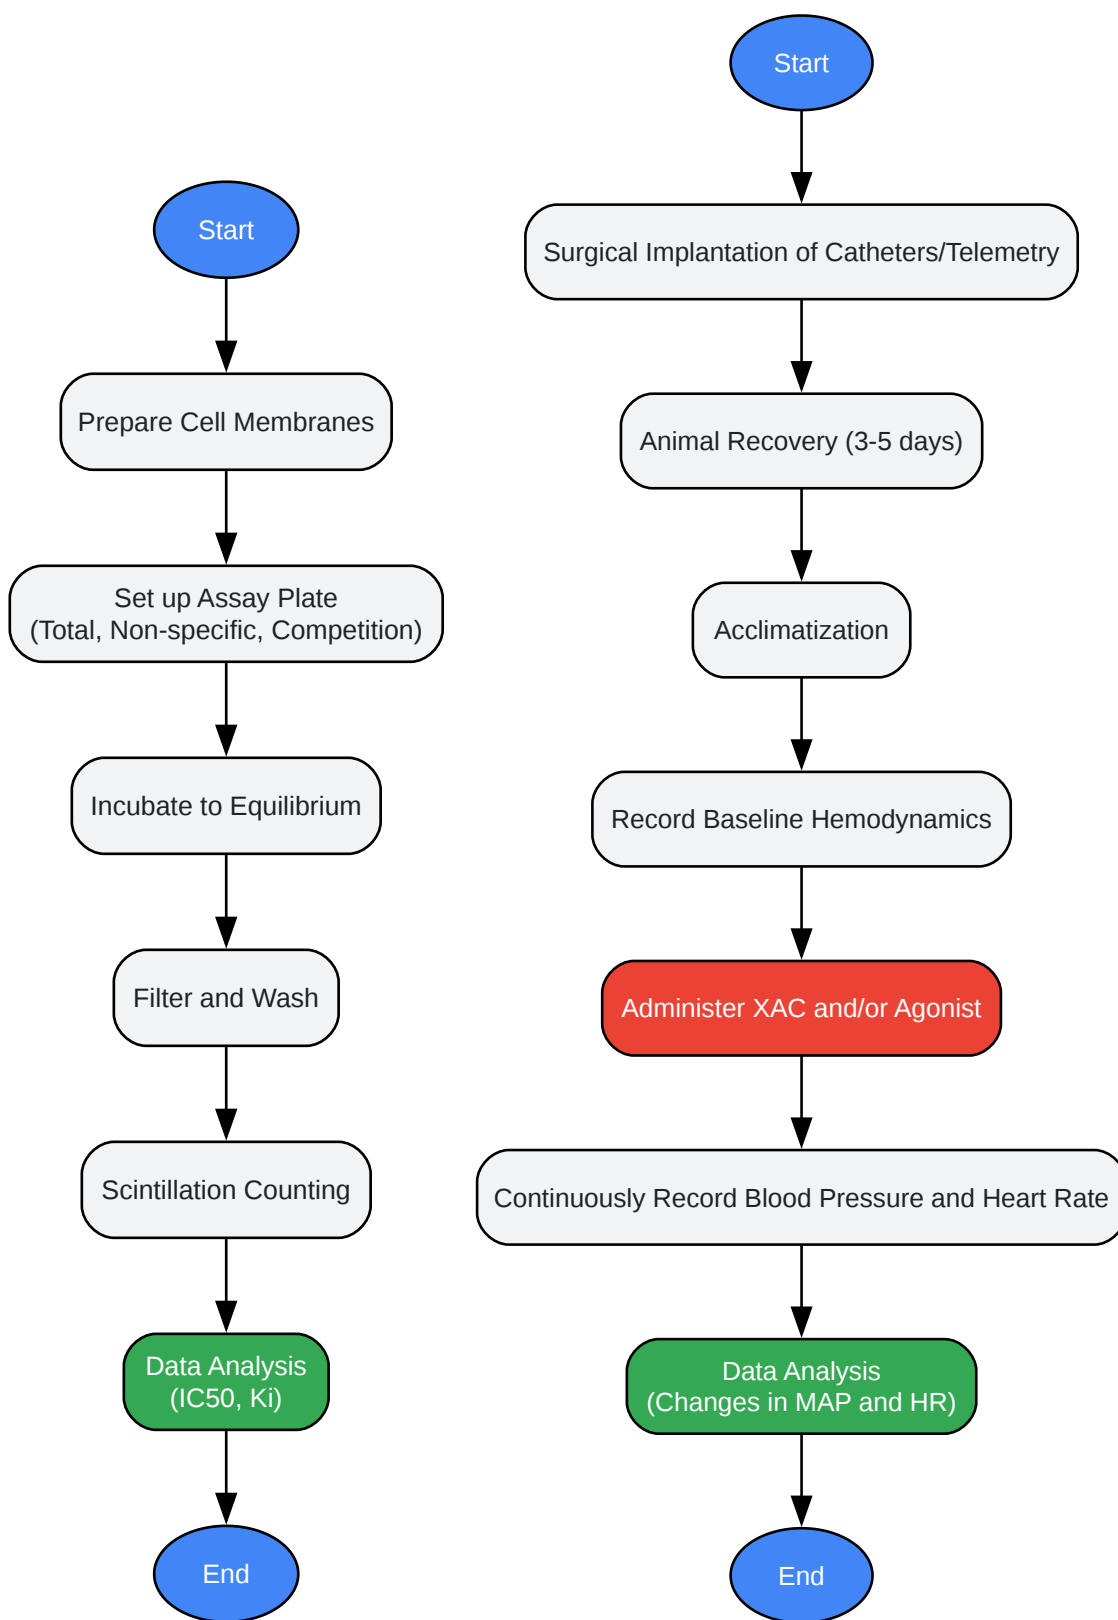 Start
Prepare Cell Membranes
Set up Assay Plate
(Total, Non-specific, Competition)
Incubate to Equilibrium
Filter and Wash
Scintillation Counting
Data Analysis
(IC50, Ki)
End
Start
Surgical Implantation of Catheters/Telemetry
Animal Recovery (3-5 days)
Acclimatization
Record Baseline Hemodynamics
Administer XAC and/or Agonist
Continuously Record Blood Pressure and Heart Rate
Data Analysis
(Changes in MAP and HR)
End